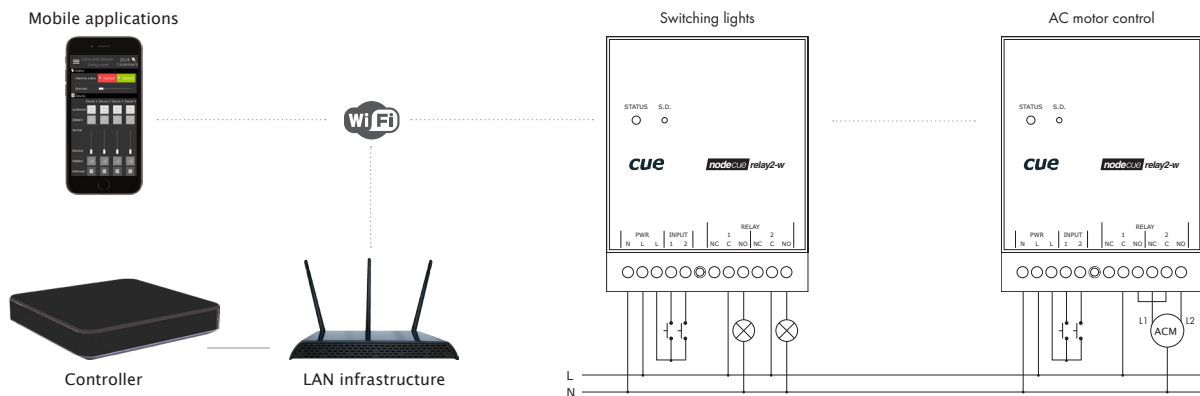 Mobile applications
Switching lights
AC motor control
WiFi
STATUS S.D.
cue
nodecue relay2-w
RELAY
PWR INPUT 1 2
N L L 1 2 NC C NO NC C NO
STATUS S.D.
cue
nodecue relay2-w
RELAY
PWR INPUT 1 2
N L L 1 2 NC C NO NC C NO
L1 L2
ACM
Controller
LAN infrastructure
L
N